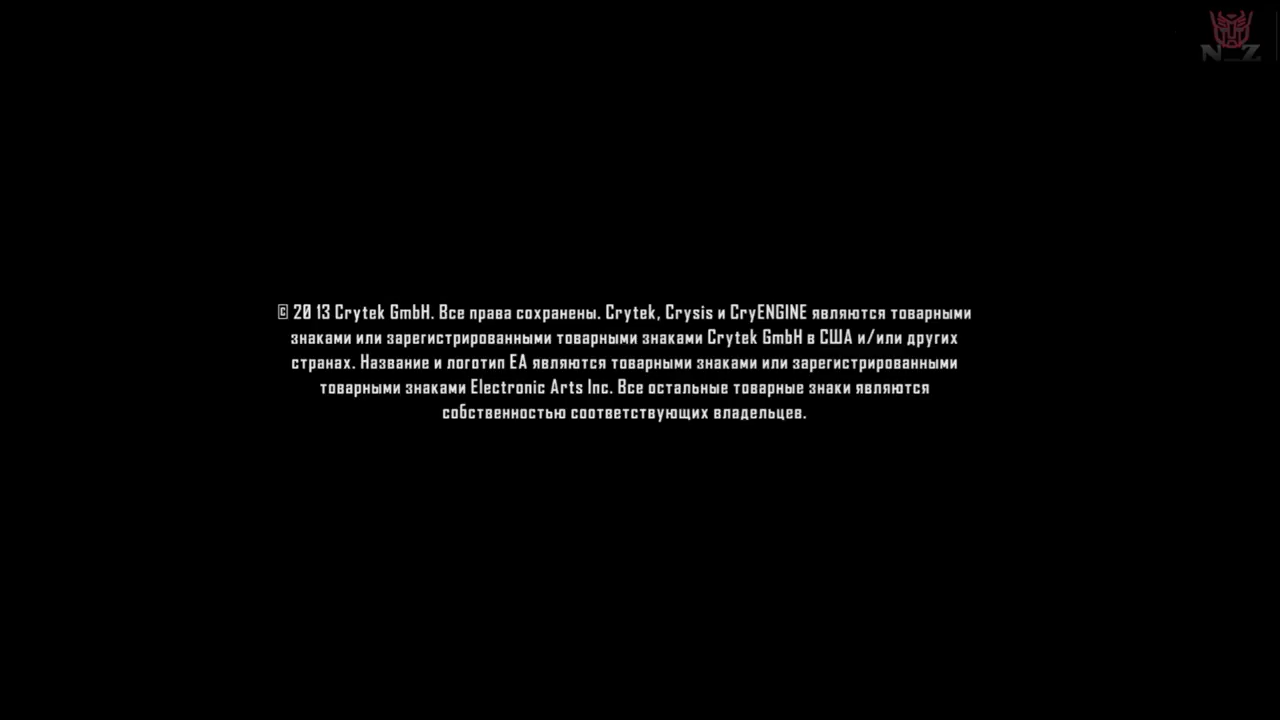 N_Z
© 20 13 Crytek GmbH. Все права сохранены. Crytek, Crysis и CryENGINE являются товарными
знаками или зарегистрированными товарными знаками Crytek GmbH в США и/или других
странах. Название и логотип EA являются товарными знаками или зарегистрированными
товарными знаками Electronic Arts Inc. Все остальные товарные знаки являются
собственностью соответствующих владельцев.